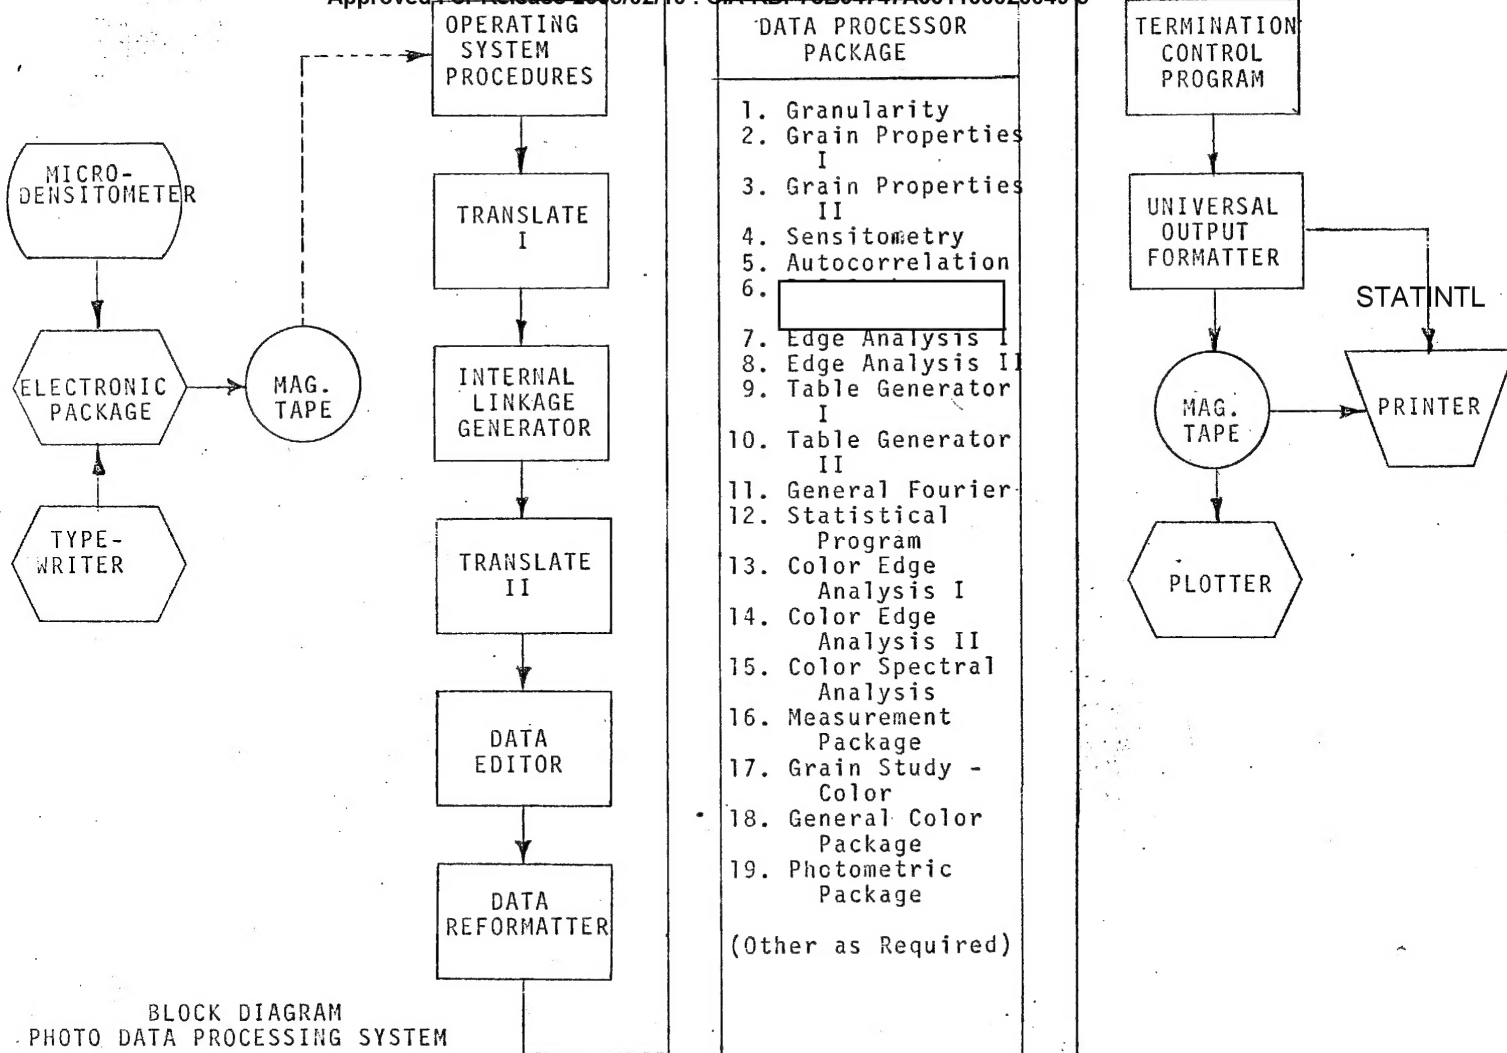 Approved For Release
OPERATING
SYSTEM
PROCEDURES
MICRO-
DENSITOMETER
ELECTRONIC
PACKAGE
TYPE-
WRITER
MAG.
TAPE
TRANSLATE
I
INTERNAL
LINKAGE
GENERATOR
TRANSLATE
II
DATA
EDITOR
DATA
REFORMATTER
DATA PROCESSOR
PACKAGE
1. Granularity
2. Grain Properties
I
3. Grain Properties
II
4. Sensitometry
5. Autocorrelation
6.
7. Edge Analysis I
8. Edge Analysis II
9. Table Generator
I
10. Table Generator
II
11. General Fourier
12. Statistical
Program
13. Color Edge
Analysis I
14. Color Edge
Analysis II
15. Color Spectral
Analysis
16. Measurement
Package
17. Grain Study -
Color
18. General Color
Package
19. Photometric
Package
(Other as Required)
TERMINATION
CONTROL
PROGRAM
UNIVERSAL
OUTPUT
FORMATTER
STATINTL
MAG.
TAPE
PRINTER
PLOTTER
BLOCK DIAGRAM
PHOTO DATA PROCESSING SYSTEM